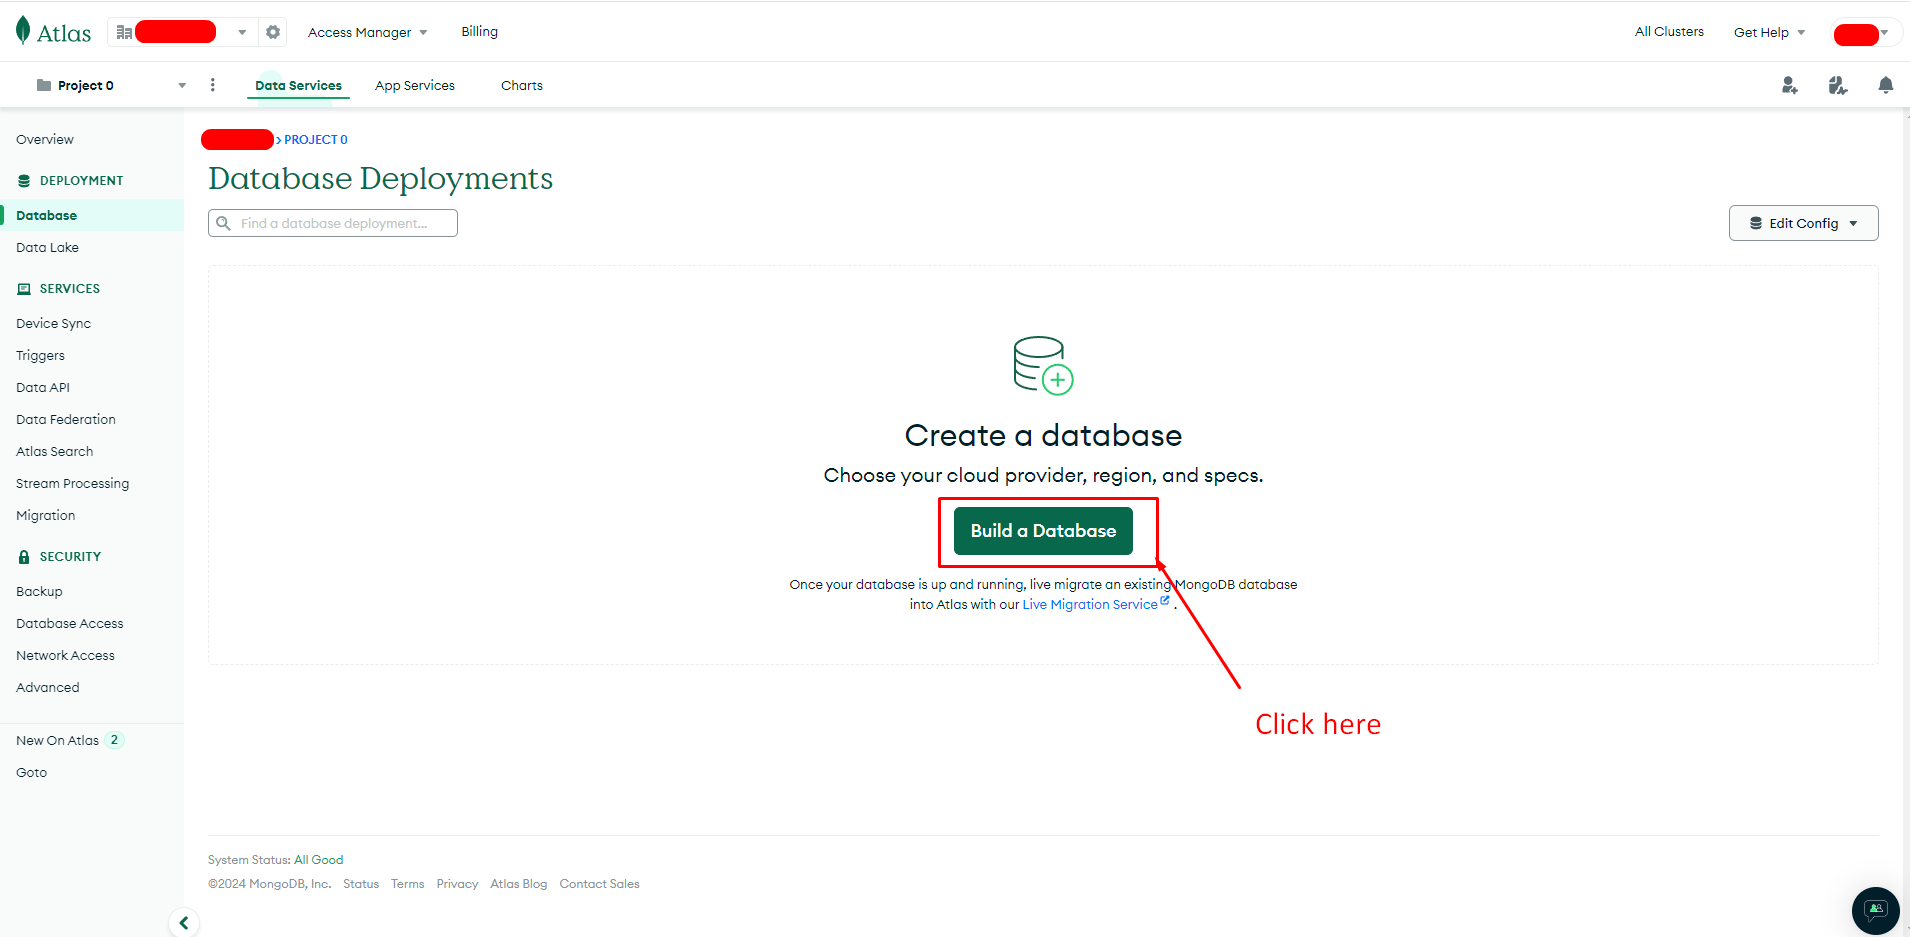 Atlas
Access Manager
Billing
All Clusters
Get Help
Project 0
Data Services
App Services
Charts
Overview
DEPLOYMENT
Database
Data Lake
SERVICES
Device Sync
Triggers
Data API
Data Federation
Atlas Search
Stream Processing
Migration
SECURITY
Backup
Database Access
Network Access
Advanced
New On Atlas 2
Goto
> PROJECT 0
Database Deployments
Find a database deployment...
Edit Config
Create a database
Choose your cloud provider, region, and specs.
Build a Database
Once your database is up and running, live migrate an existing MongoDB database
into Atlas with our Live Migration Service .
Click here
System Status: All Good
©2024 MongoDB, Inc. Status Terms Privacy Atlas Blog Contact Sales